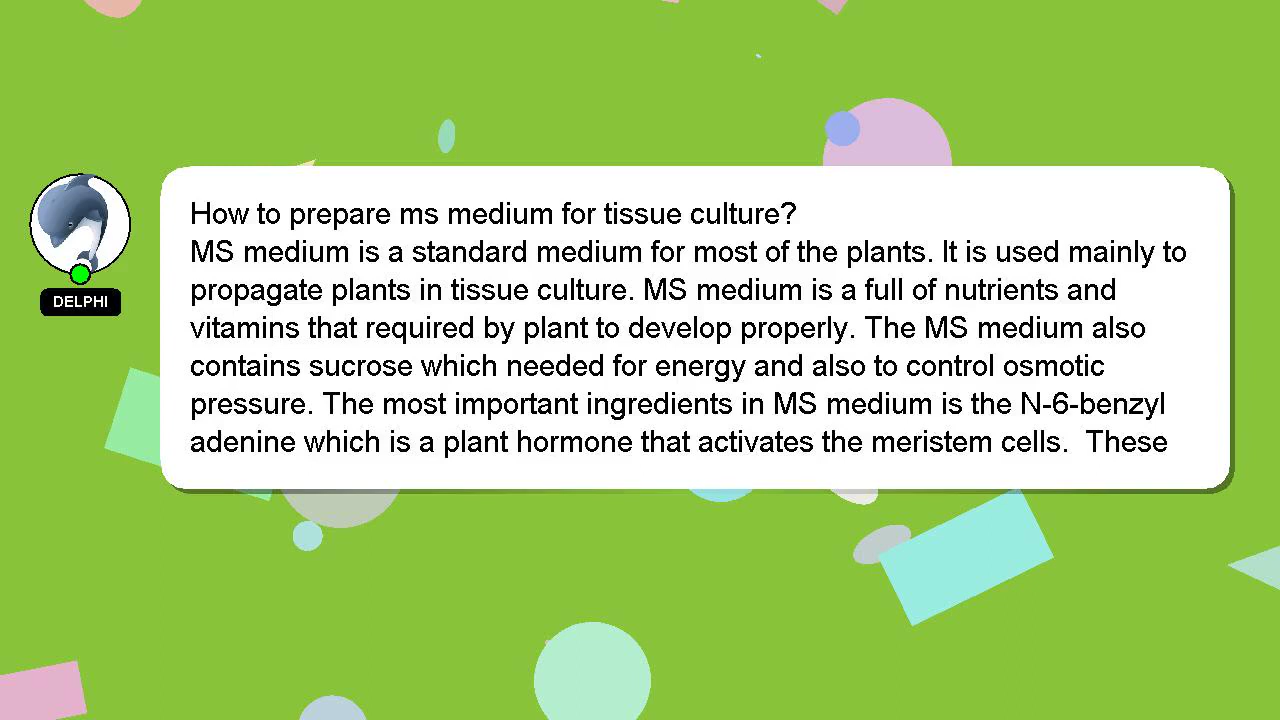 How to prepare ms medium for tissue culture?
MS medium is a standard medium for most of the plants. It is used mainly to
propagate plants in tissue culture. MS medium is a full of nutrients and
vitamins that required by plant to develop properly. The MS medium also
contains sucrose which needed for energy and also to control osmotic
pressure. The most important ingredients in MS medium is the N-6-benzyl
adenine which is a plant hormone that activates the meristem cells.  These
DELPHI